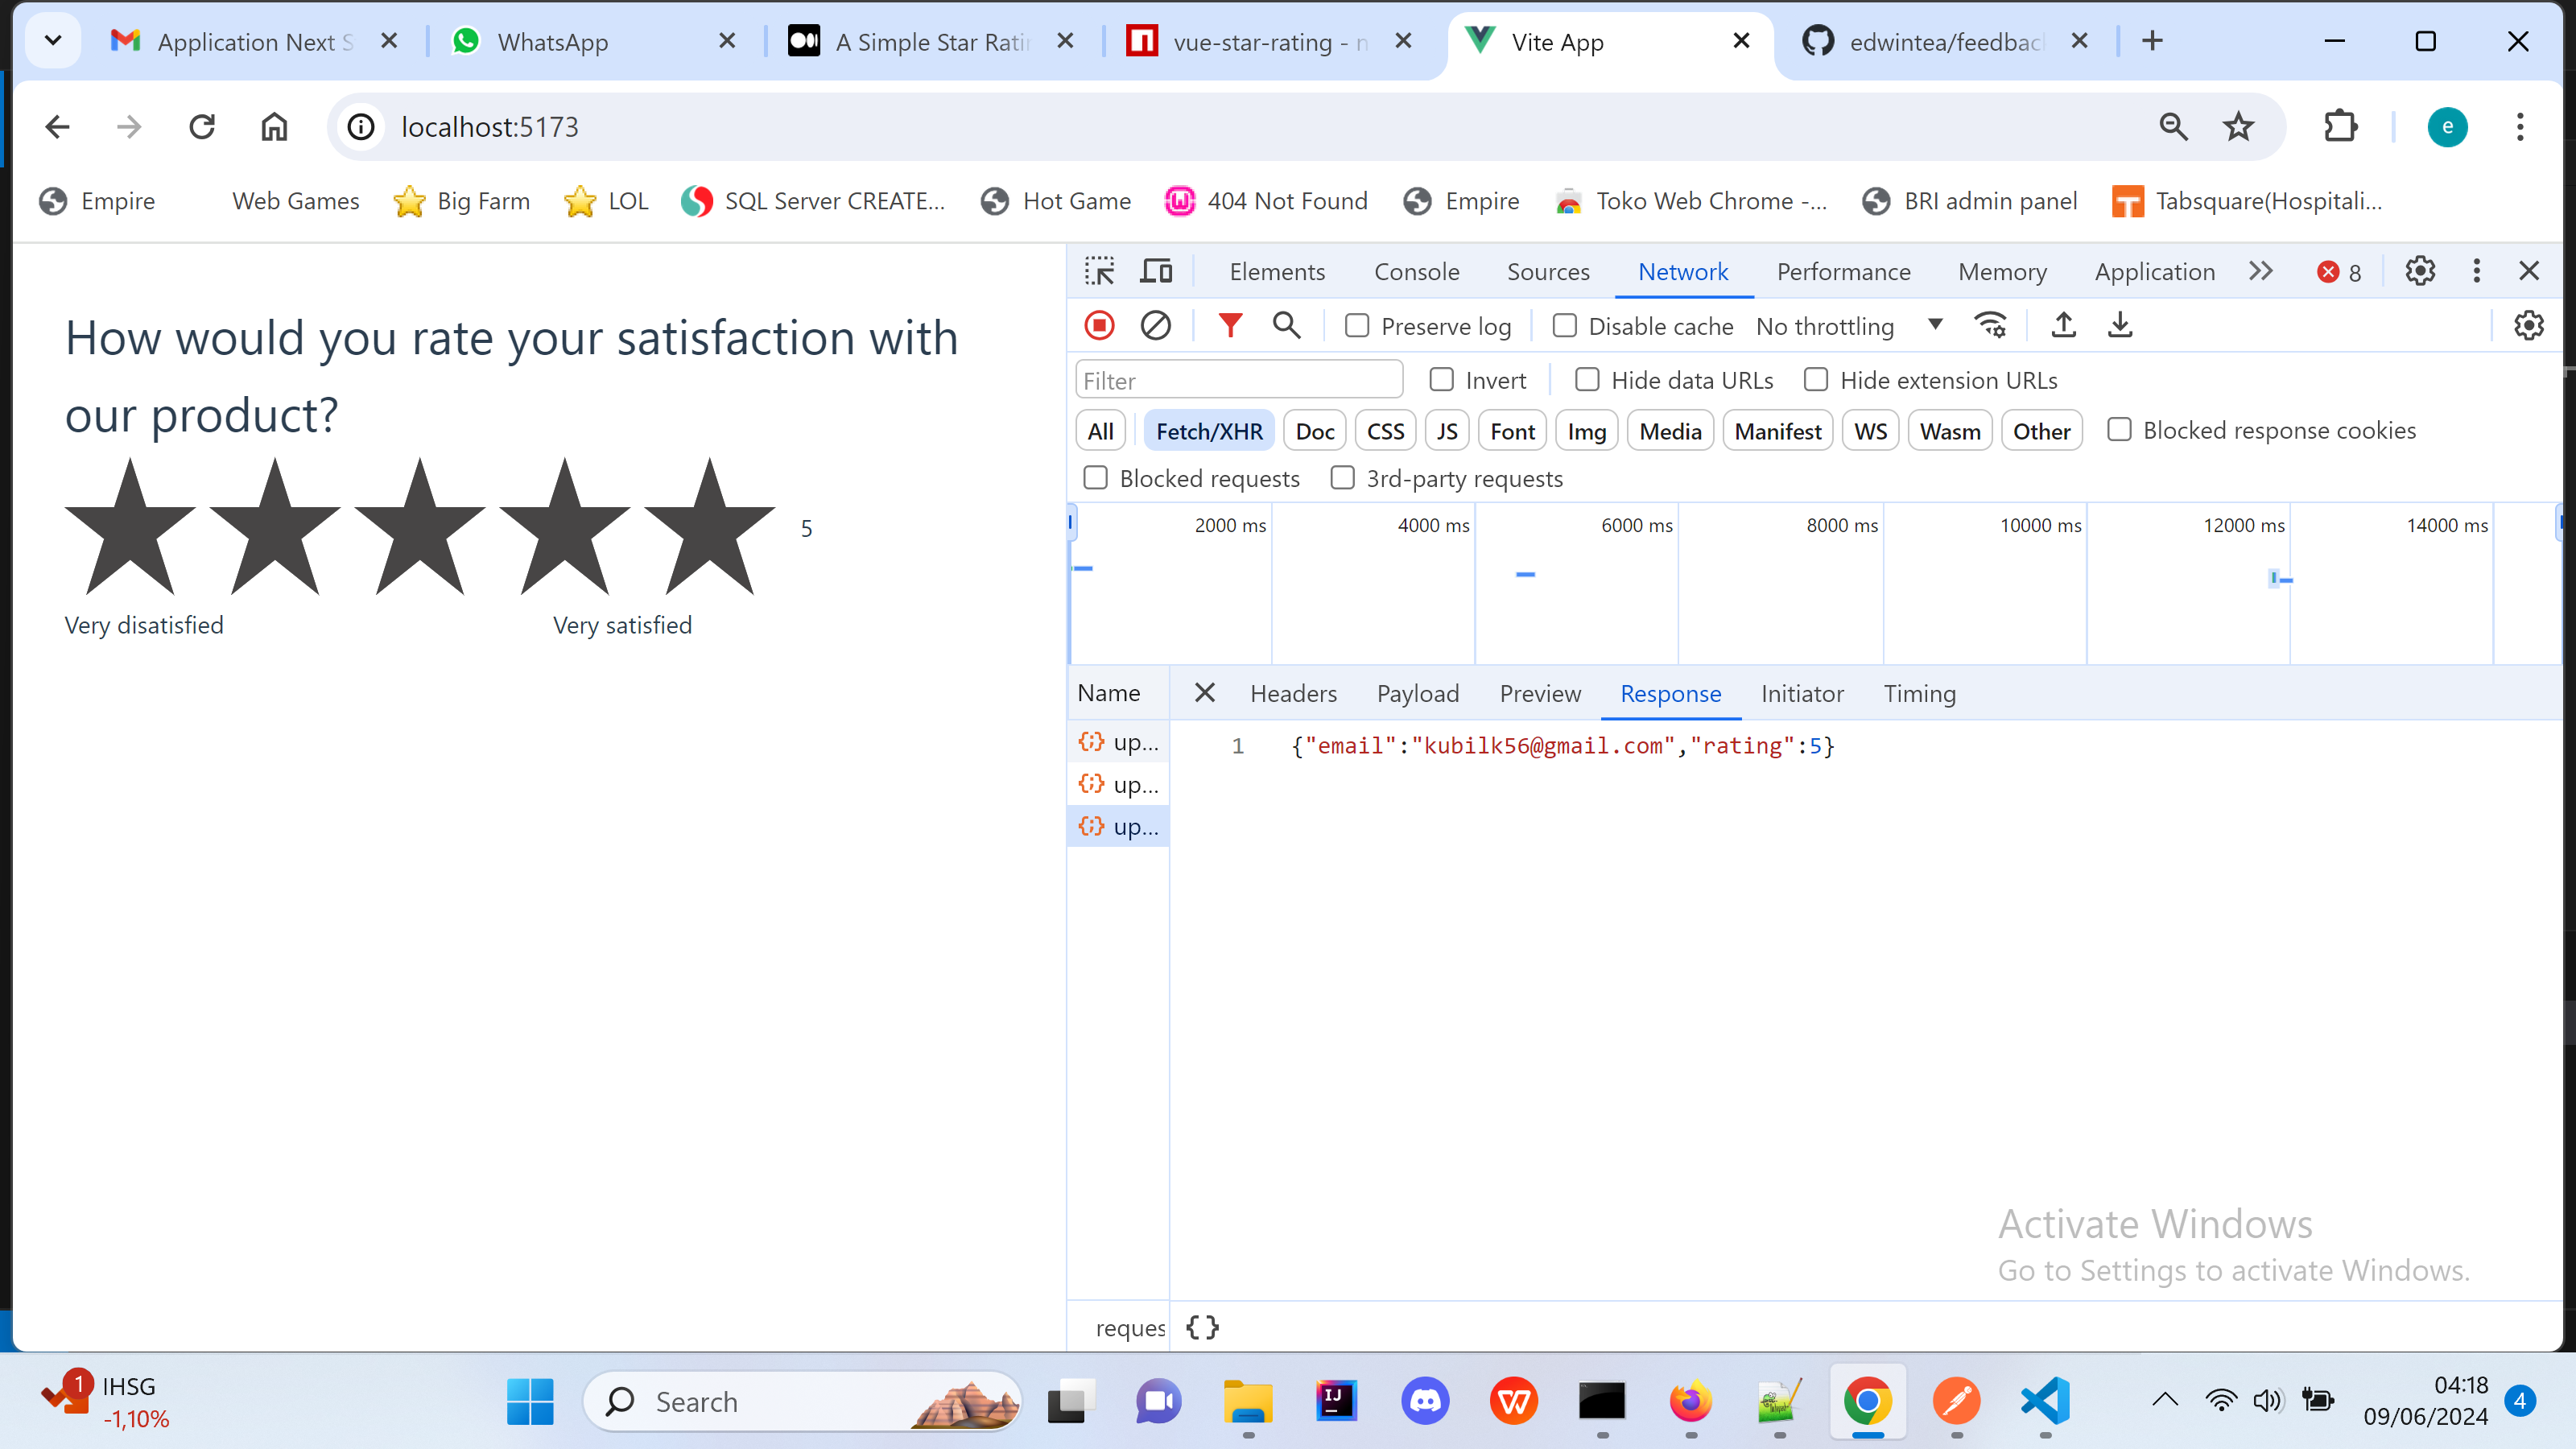 Application Next S
WhatsApp
A Simple Star Ratin
vue-star-rating - n
Vite App
edwintea/feedbac
localhost:5173
e
Empire
Web Games
Big Farm
LOL
SQL Server CREATE...
Hot Game
404 Not Found
Empire
Toko Web Chrome -...
BRI admin panel
Tabsquare(Hospitali...
How would you rate your satisfaction with
our product?
5
Very disatisfied
Very satisfied
Elements
Console
Sources
Network
Performance
Memory
Application
8
Preserve log
Disable cache
No throttling
Filter
Invert
Hide data URLs
Hide extension URLs
All
Fetch/XHR
Doc
CSS
JS
Font
Img
Media
Manifest
WS
Wasm
Other
Blocked response cookies
Blocked requests
3rd-party requests
2000 ms
4000 ms
6000 ms
8000 ms
10000 ms
12000 ms
14000 ms
Name
Headers
Payload
Preview
Response
Initiator
Timing
up...
up...
up...
1
{"email":"kubilk56@gmail.com","rating":5}
Activate Windows
Go to Settings to activate Windows.
reques
{ }
1
IHSG
-1,10%
Search
IJ
04:18
09/06/2024
4